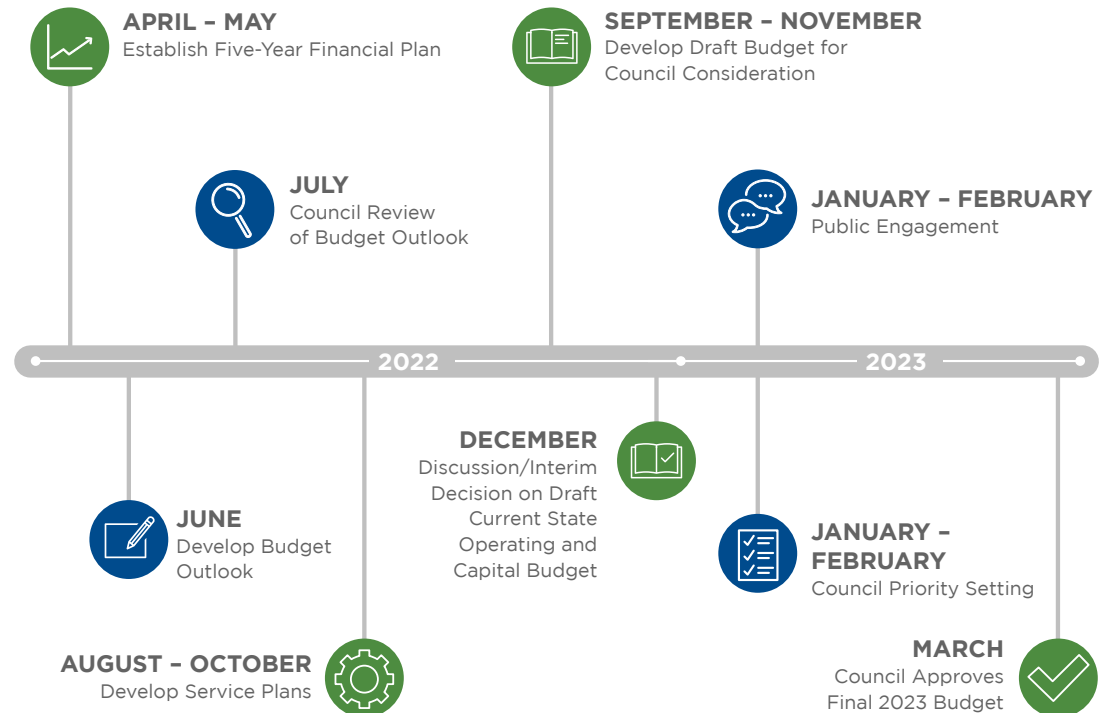 APRIL – MAY
Establish Five-Year Financial Plan
SEPTEMBER – NOVEMBER
Develop Draft Budget for
Council Consideration
JULY
Council Review
of Budget Outlook
JANUARY – FEBRUARY
Public Engagement
2022
2023
DECEMBER
Discussion/Interim
Decision on Draft
Current State
Operating and
Capital Budget
JUNE
Develop Budget
Outlook
JANUARY –
FEBRUARY
Council Priority Setting
AUGUST – OCTOBER
Develop Service Plans
MARCH
Council Approves
Final 2023 Budget